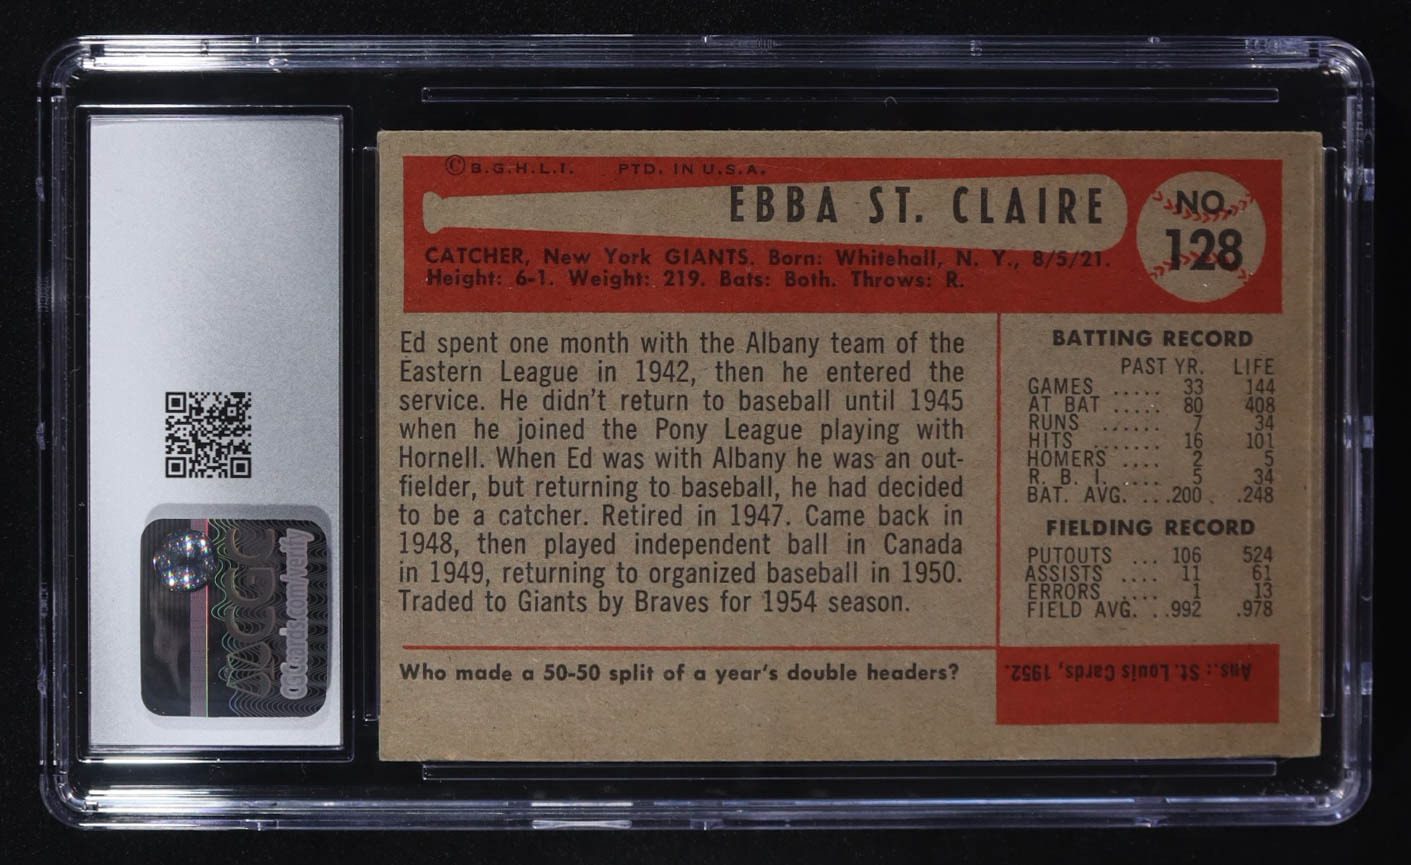 © B.G.H.L.I. PTD. IN U.S.A.
EBBA ST. CLAIRE
NO.
128
CATCHER, New York GIANTS. Born: Whitehall, N. Y., 8/5/21.
Height: 6-1. Weight: 219. Bats: Both. Throws: R.
Ed spent one month with the Albany team of the
Eastern League in 1942, then he entered the
service. He didn't return to baseball until 1945
when he joined the Pony League playing with
Hornell. When Ed was with Albany he was an out-
fielder, but returning to baseball, he had decided
to be a catcher. Retired in 1947. Came back in
1948, then played independent ball in Canada
in 1949, returning to organized baseball in 1950.
Traded to Giants by Braves for 1954 season.
BATTING RECORD
PAST YR. LIFE
GAMES ..... 33 144
AT BAT ..... 80 408
RUNS ...... 7 34
HITS ....... 16 101
HOMERS .... 2 5
R. B. I. .... 5 34
BAT. AVG. ...200 .248
FIELDING RECORD
PUTOUTS ... 106 524
ASSISTS .... 11 61
ERRORS .... 1 13
FIELD AVG. ..992 .978
Who made a 50-50 split of a year's double headers?
Ans.: St. Louis Cards, 1952.
CGC
CGCcards.com/verify